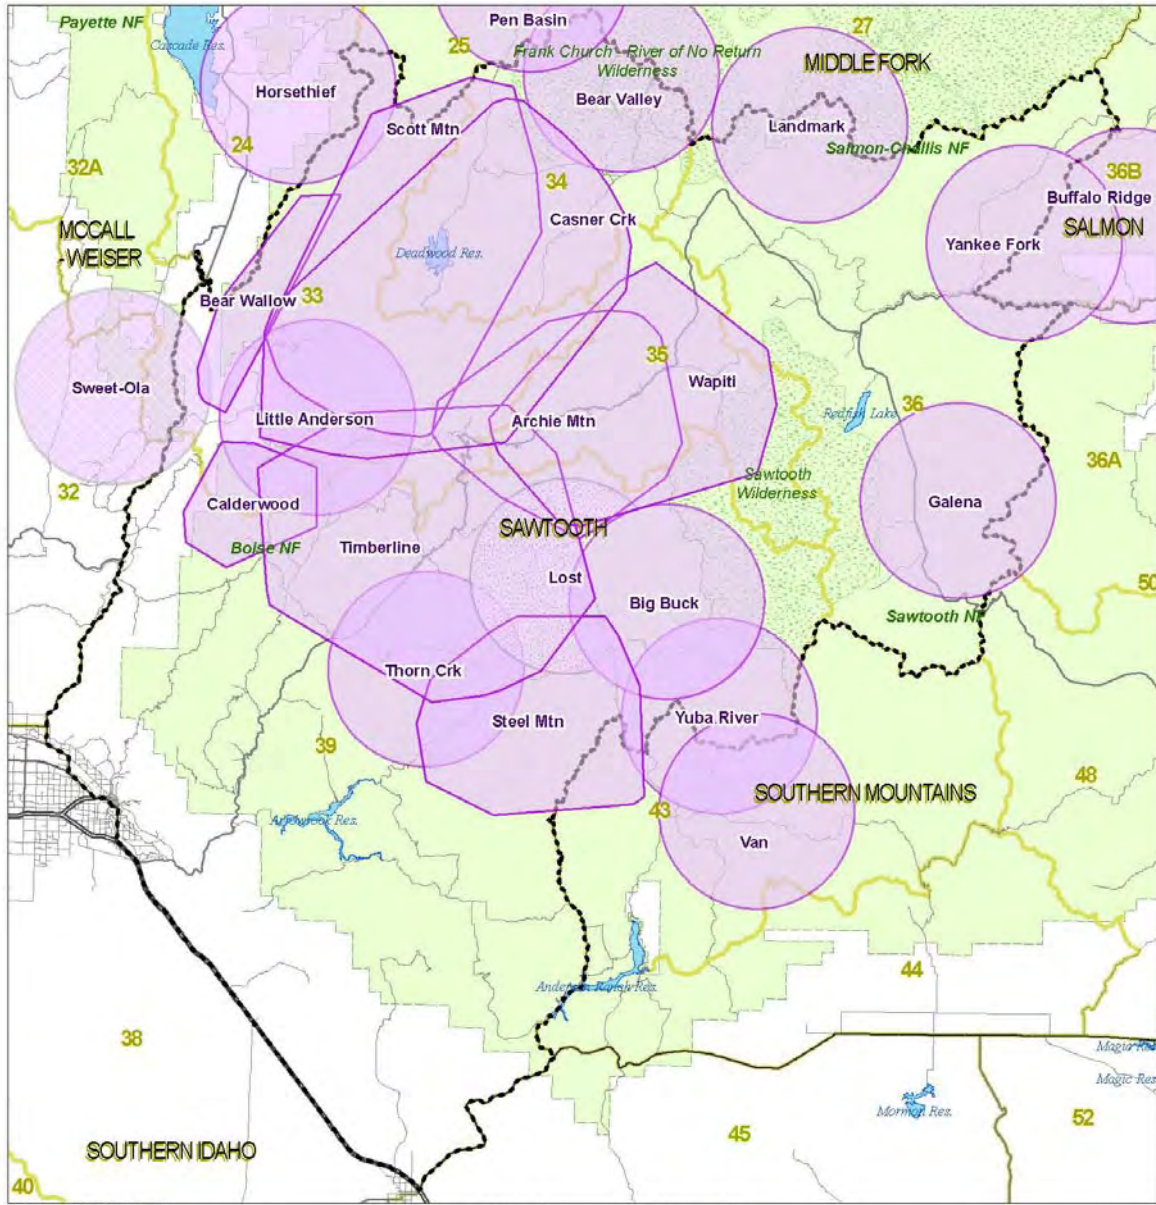 Pen Basin
27
Payette NF
25
Cascade Res.
Frank Church - River of No Return
Wilderness
MIDDLE FORK
Horsethief
Bear Valley
Scott Mtn
Landmark
24
Salmon-Challis NF
32A
34
36B
Buffalo Ridge
Casner Crk
MCCALL
-WEISER
SALMON
Yankee Fork
Deadwood Res.
Bear Wallow
33
35
Sweet-Ola
Wapiti
36
Redfish Lake
Little Anderson
Archie Mtn
36A
32
Sawtooth
Wilderness
Calderwood
Galena
SAWTOOTH
Boise NF
Timberline
Lost
50
Big Buck
Sawtooth NF
Thorn Crk
Steel Mtn
Yuba River
39
SOUTHERN MOUNTAINS
48
43
Arrowrock Res.
Van
44
Anderson Ranch Res.
38
Magic Res.
Magic Res.
Mormon Res.
52
45
SOUTHERN IDAHO
40